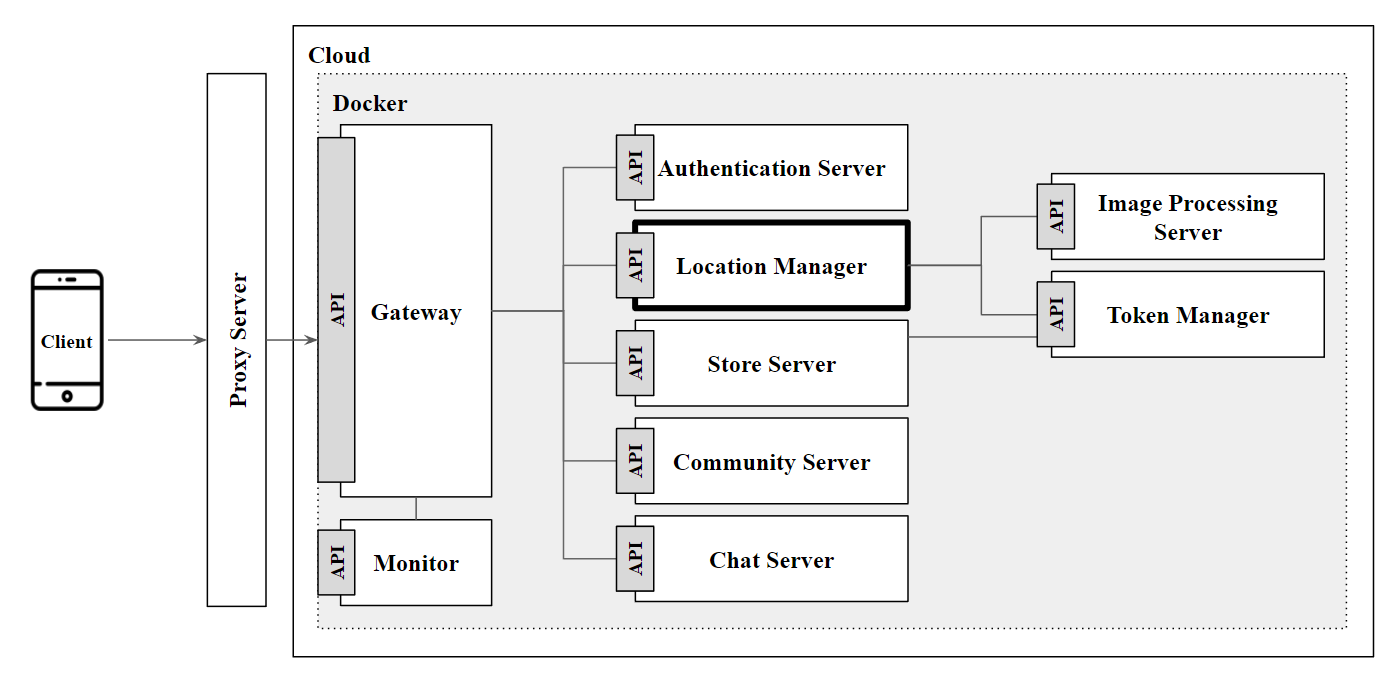 Cloud
Docker
Client
Proxy Server
API
Gateway
API
Monitor
API
Authentication Server
API
Location Manager
API
Store Server
API
Community Server
API
Chat Server
API
Image Processing
Server
API
Token Manager